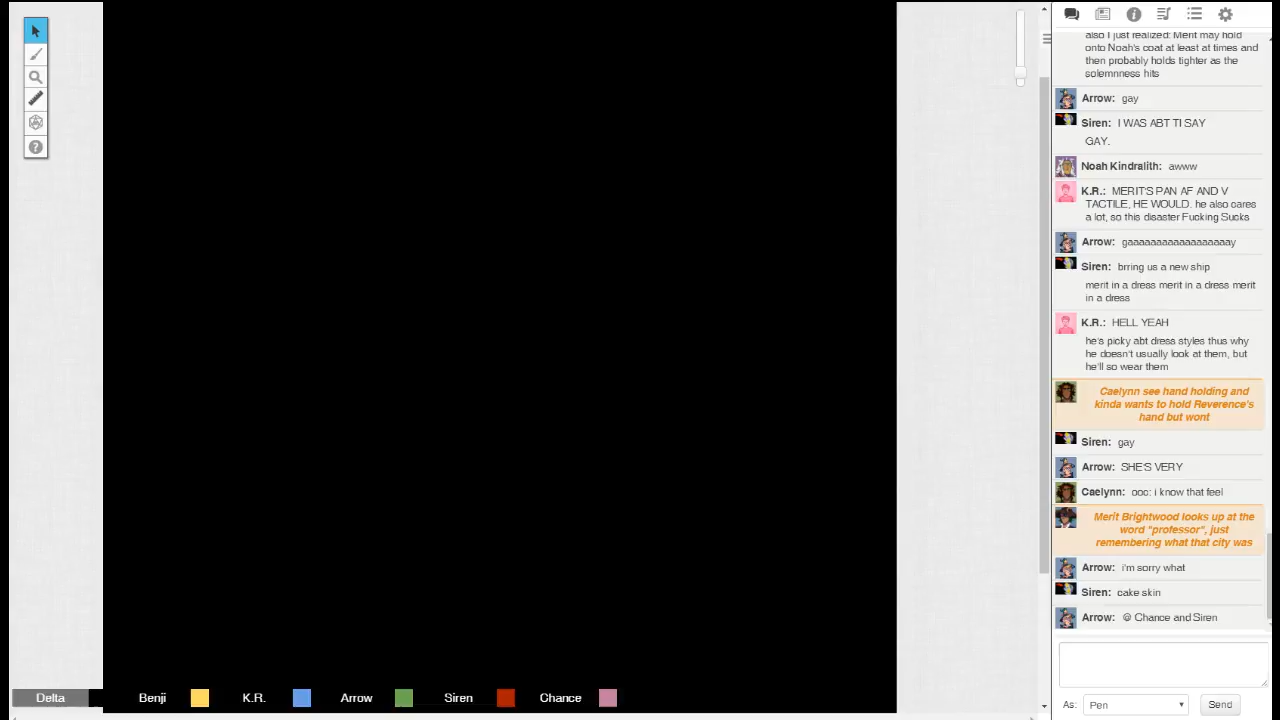 also I just realized: Merit may hold
onto Noah's coat at least at times and
then probably holds tighter as the
solemnness hits
Arrow: gay
Siren: I WAS ABT TI SAY
GAY.
Noah Kindralith: awww
K.R.: MERIT'S PAN AF AND V
TACTILE, HE WOULD. he also cares
a lot, so this disaster Fucking Sucks
Arrow: gaaaaaaaaaaaaaaaaay
Siren: brring us a new ship
merit in a dress merit in a dress merit
in a dress
K.R.: HELL YEAH
he's picky abt dress styles thus why
he doesn't usually look at them, but
he'll so wear them
Caelynn see hand holding and
kinda wants to hold Reverence's
hand but wont
Siren: gay
Arrow: SHE'S VERY
Caelynn: ooc: i know that feel
Merit Brightwood looks up at the
word "professor", just
remembering what that city was
Arrow: i'm sorry what
Siren: cake skin
Arrow: @ Chance and Siren
As: Pen Send
Delta Benji K.R. Arrow Siren Chance